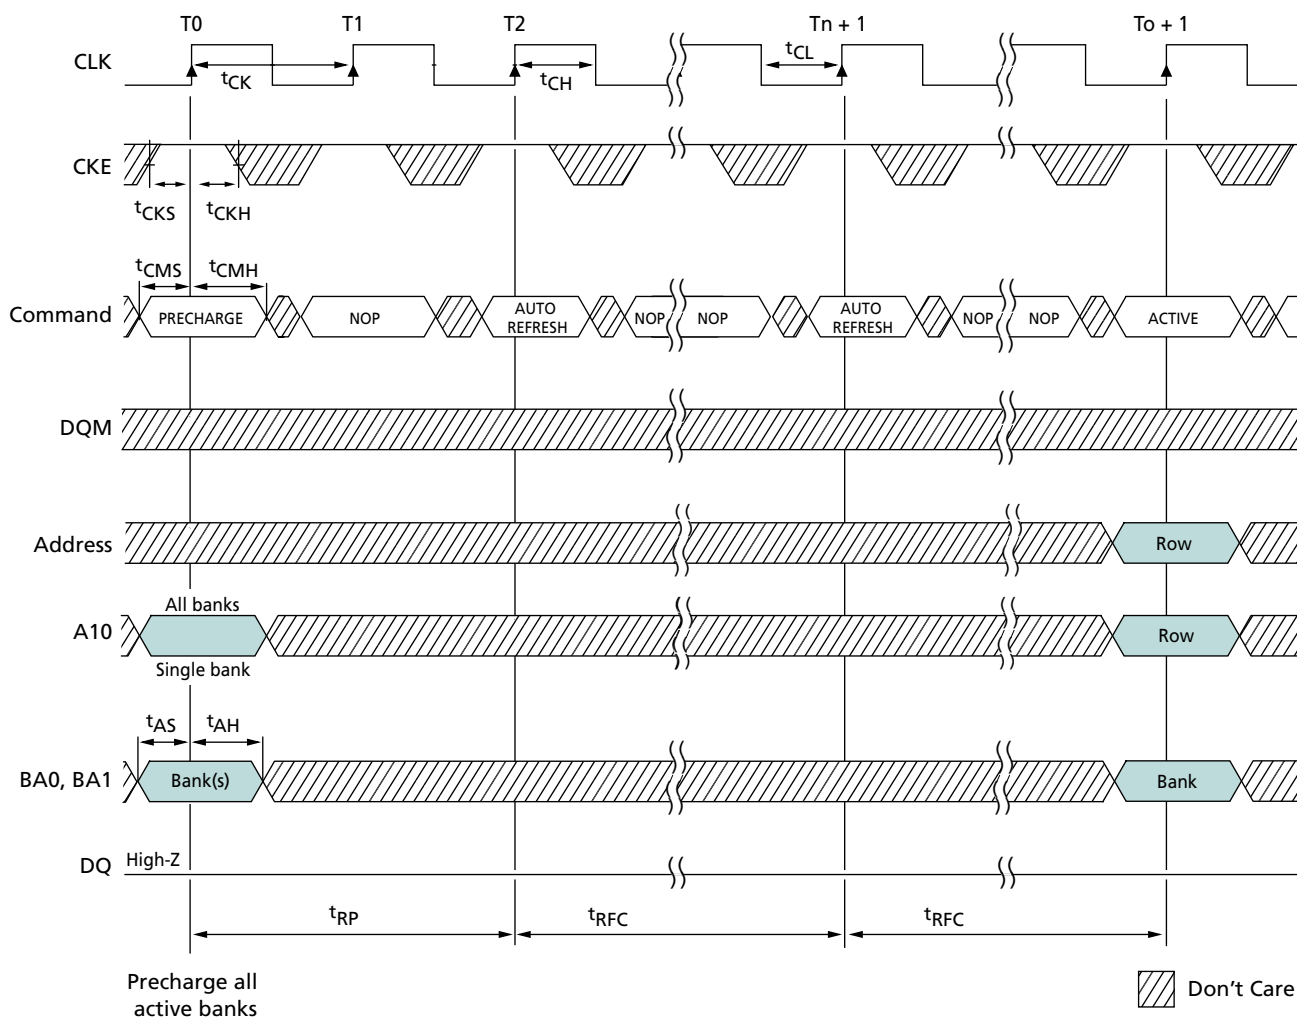 T0 T1 T2 Tn + 1 To + 1
CLK
tCK tCH tCL
CKE
tCKS tCKH
tCMS tCMH
Command PRECHARGE NOP AUTO REFRESH NOP NOP AUTO REFRESH NOP NOP ACTIVE
DQM
Address Row
All banks
A10 Row
Single bank
tAS tAH
BA0, BA1 Bank(s) Bank
DQ High-Z
tRP tRFC tRFC
Precharge all
active banks
Don't Care